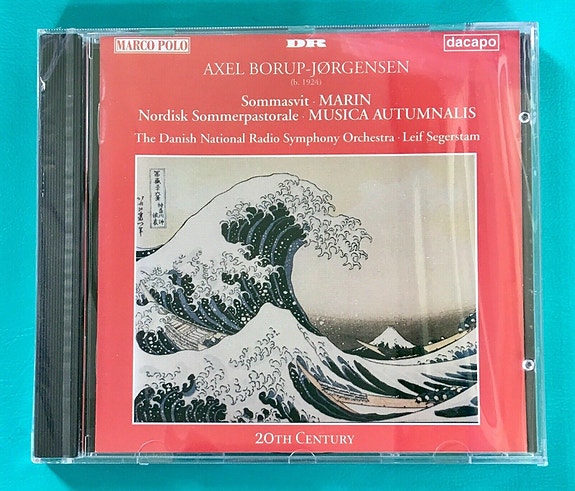 MARCO POLO
DR
dacapo
AXEL BORUP-JØRGENSEN
(b. 1924)
Sommasvit · MARIN
Nordisk Sommerpastorale · MUSICA AUTUMNALIS
The Danish National Radio Symphony Orchestra · Leif Segerstam
20TH CENTURY